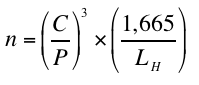 n = (C/P)^3 × (1,665/L_H)